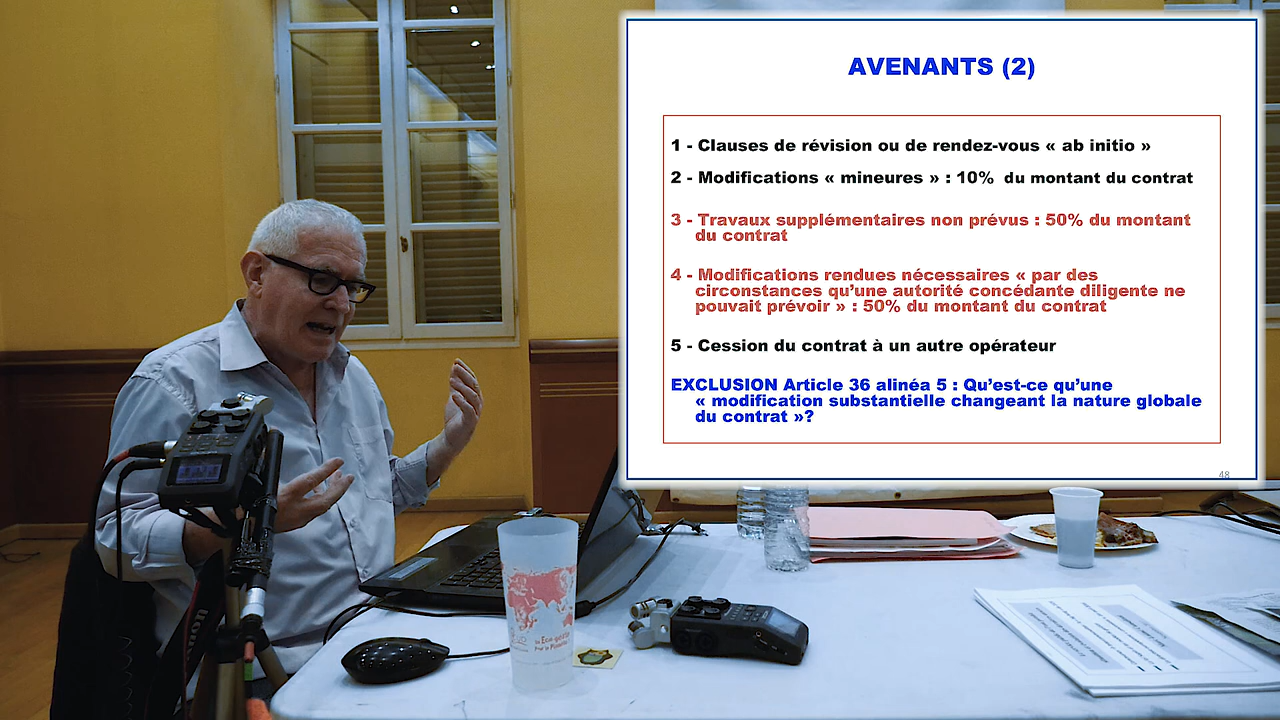 AVENANTS (2)
1 - Clauses de révision ou de rendez-vous « ab initio »
2 - Modifications « mineures » : 10% du montant du contrat
3 - Travaux supplémentaires non prévus : 50% du montant
du contrat
4 - Modifications rendues nécessaires « par des
circonstances qu’une autorité concédante diligente ne
pouvait prévoir » : 50% du montant du contrat
5 - Cession du contrat à un autre opérateur
EXCLUSION Article 36 alinéa 5 : Qu’est-ce qu’une
« modification substantielle changeant la nature globale
du contrat »?
48